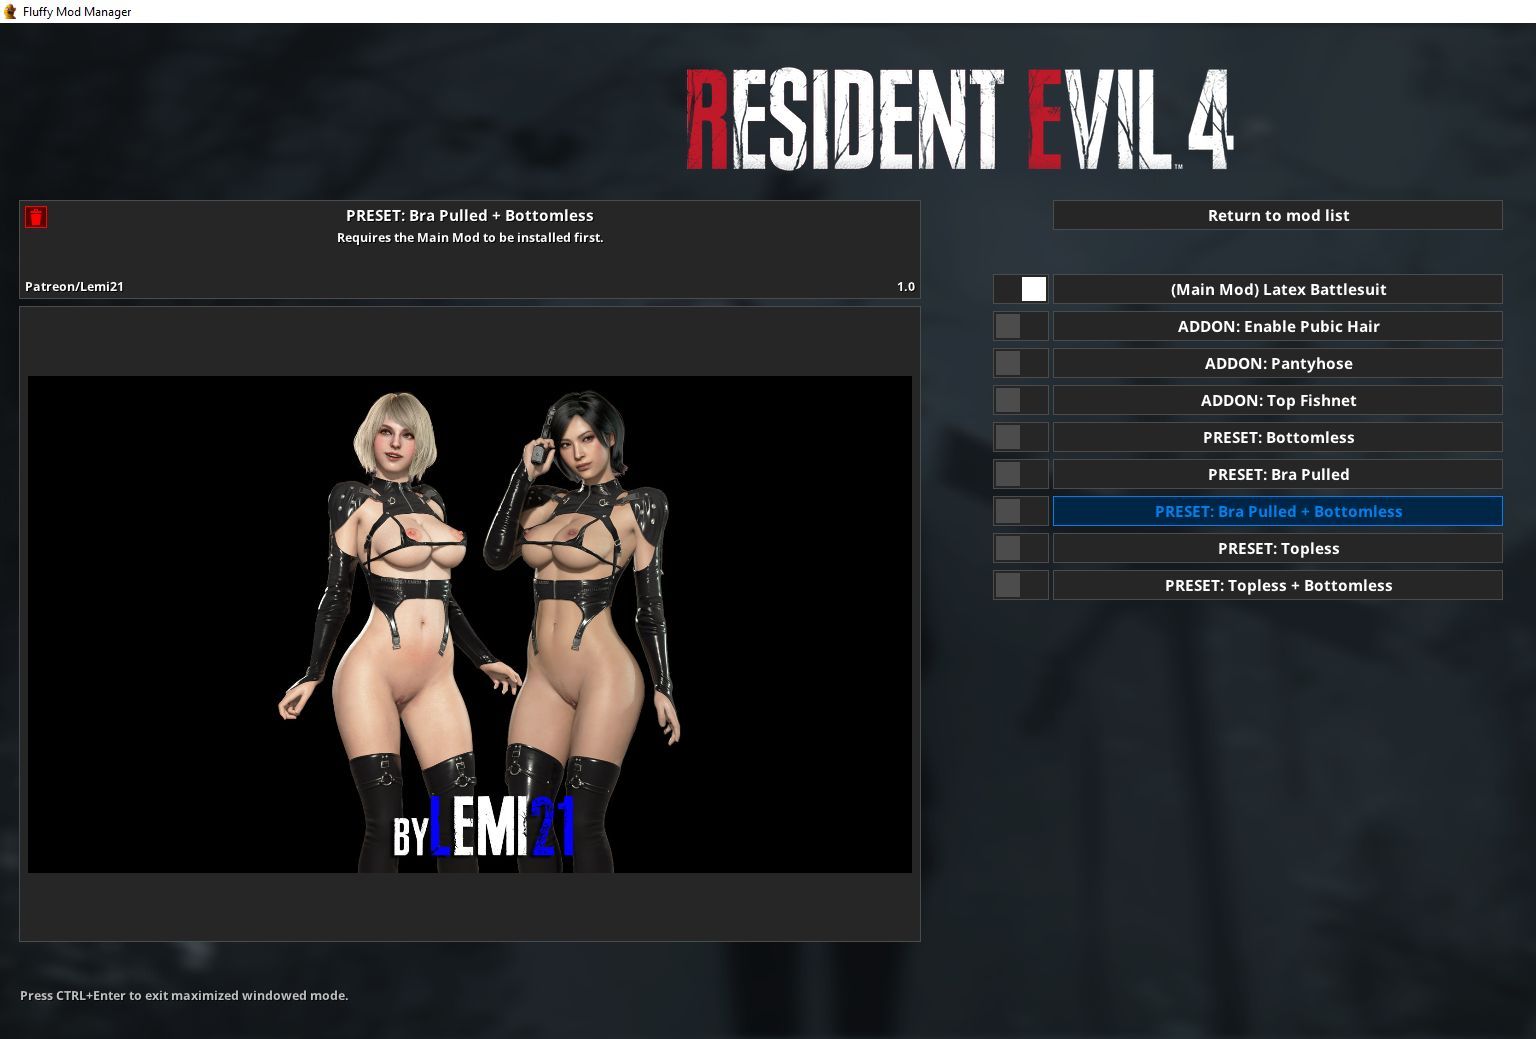 Fluffy Mod Manager
RESIDENT EVIL 4
TM
PRESET: Bra Pulled + Bottomless
Requires the Main Mod to be installed first.
Patreon/Lemi21
1.0
BY LEMI21
Return to mod list
(Main Mod) Latex Battlesuit
ADDON: Enable Pubic Hair
ADDON: Pantyhose
ADDON: Top Fishnet
PRESET: Bottomless
PRESET: Bra Pulled
PRESET: Bra Pulled + Bottomless
PRESET: Topless
PRESET: Topless + Bottomless
Press CTRL+Enter to exit maximized windowed mode.